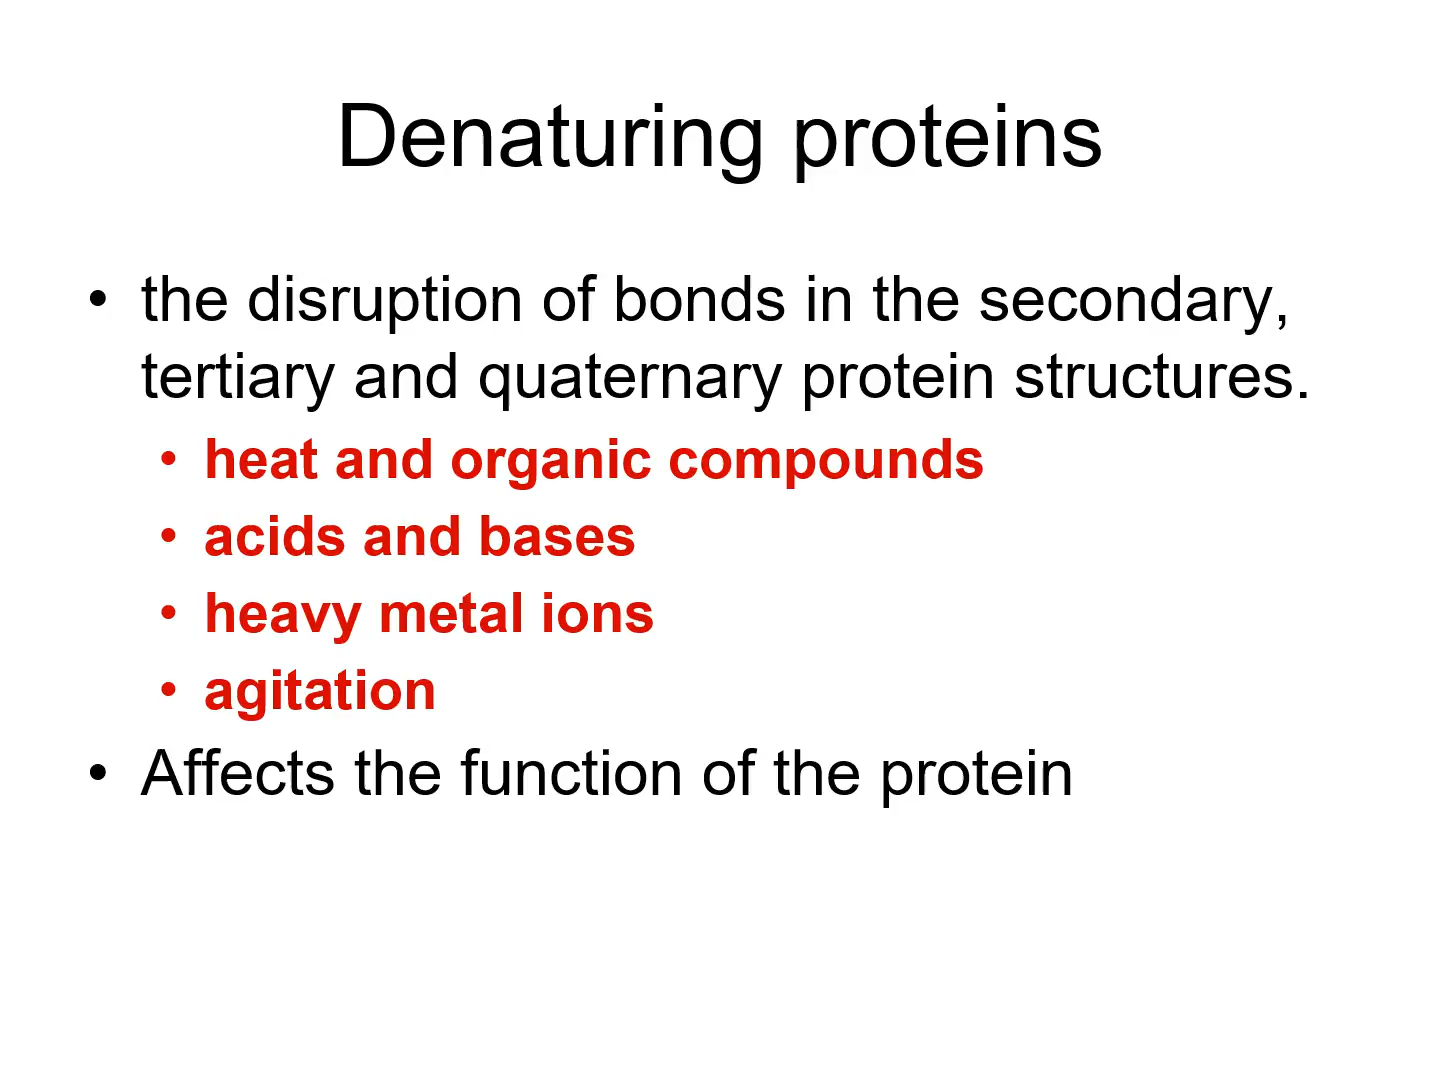 Denaturing proteins
• the disruption of bonds in the secondary,
tertiary and quaternary protein structures.
• heat and organic compounds
• acids and bases
• heavy metal ions
• agitation
• Affects the function of the protein